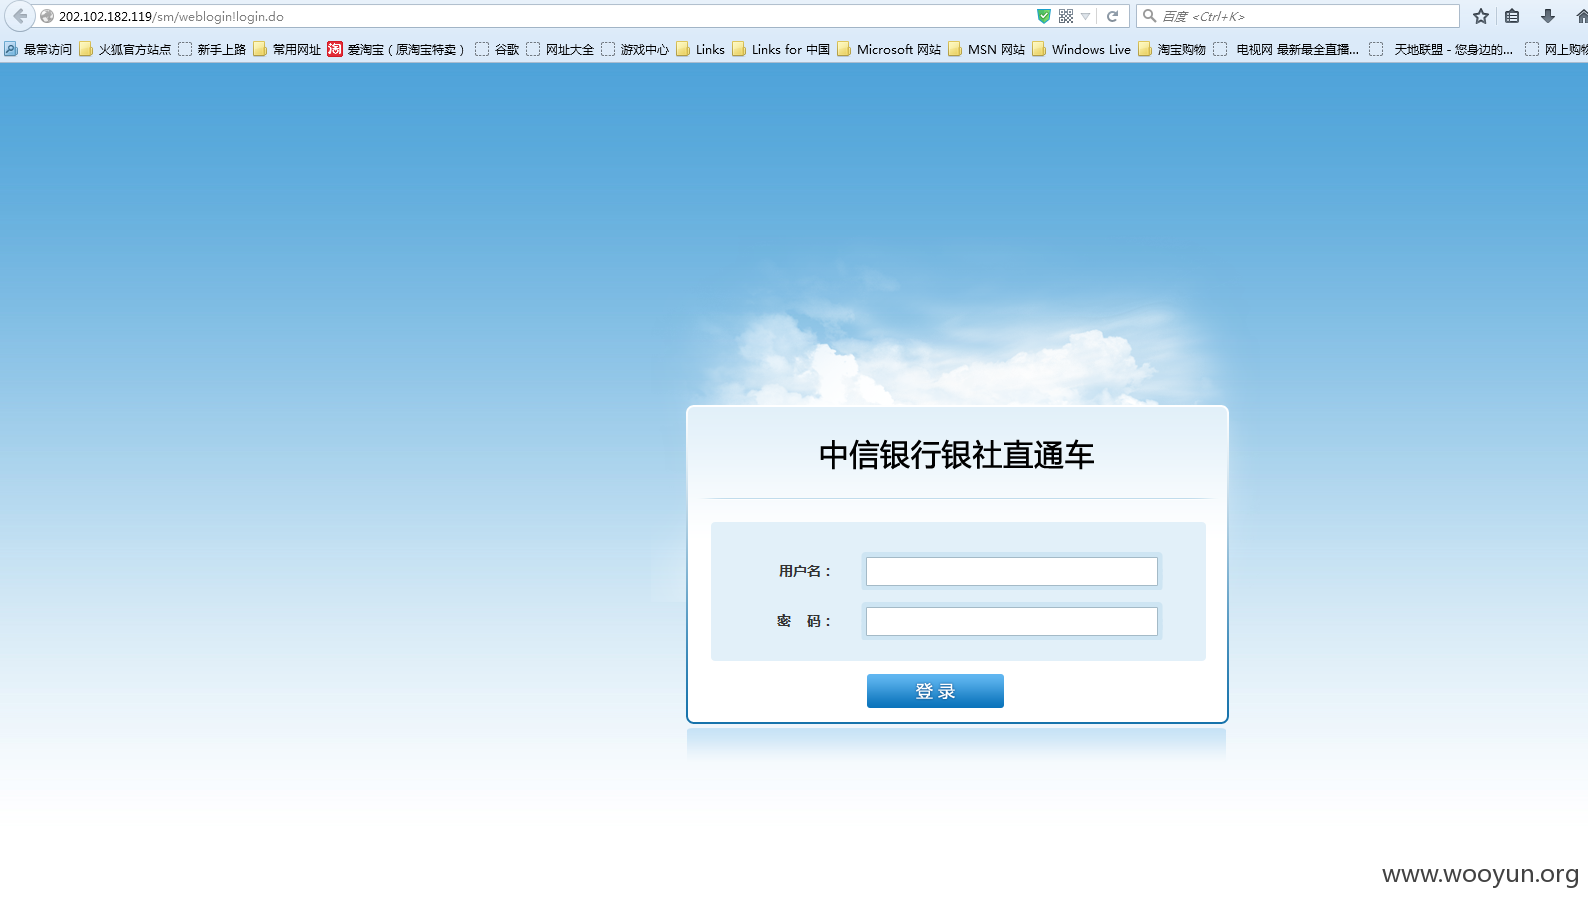 202.102.182.119/sm/weblogin!login.do 百度 <Ctrl+K>
最常访问 火狐官方站点 新手上路 常用网址 淘 爱淘宝（原淘宝特卖） 谷歌 网址大全 游戏中心 Links Links for 中国 Microsoft 网站 MSN 网站 Windows Live 淘宝购物 电视网 最新最全直播... 天地联盟 - 您身边的... 网上购物
中信银行银社直通车
用户名：
密 码：
登 录
www.wooyun.org